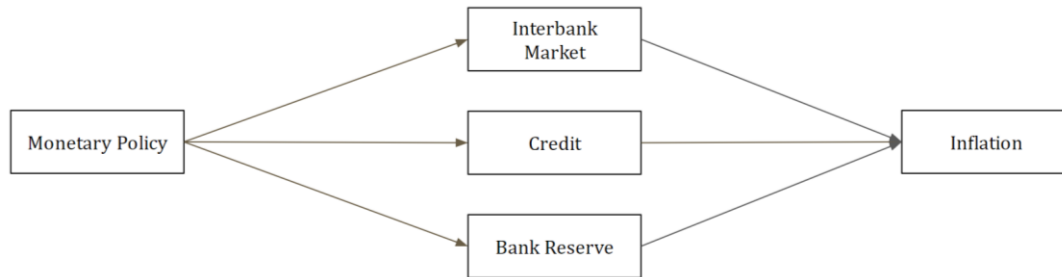 Interbank
Market
Monetary Policy
Credit
Inflation
Bank Reserve